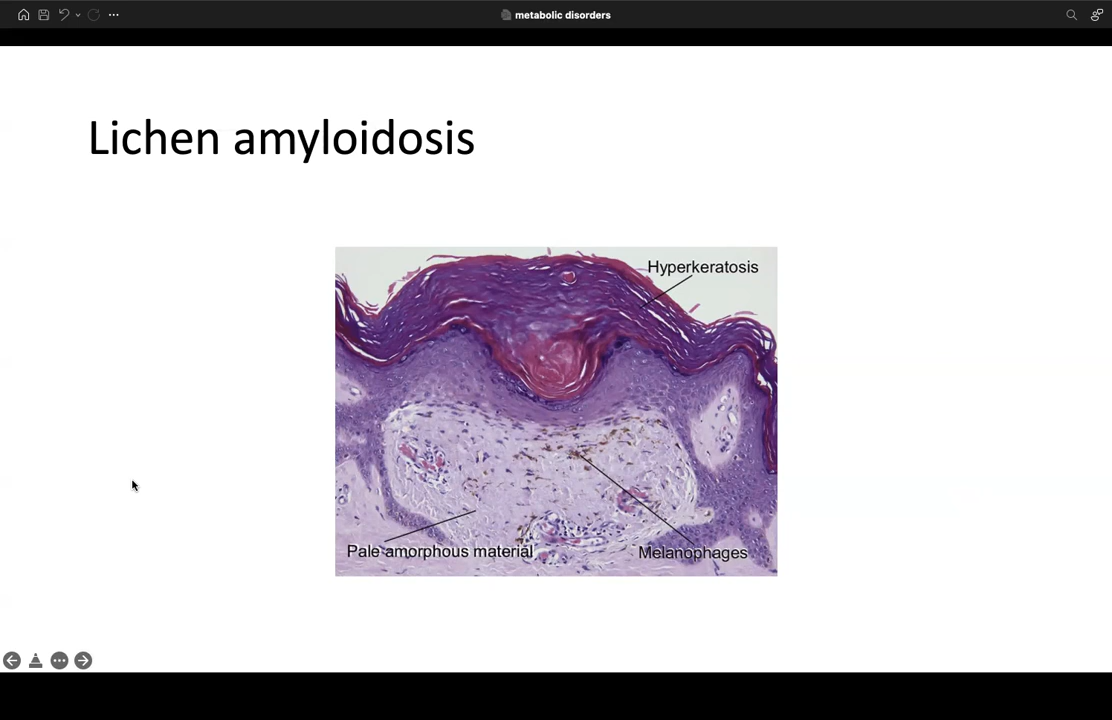 metabolic disorders
Lichen amyloidosis
Hyperkeratosis
Pale amorphous material
Melanophages